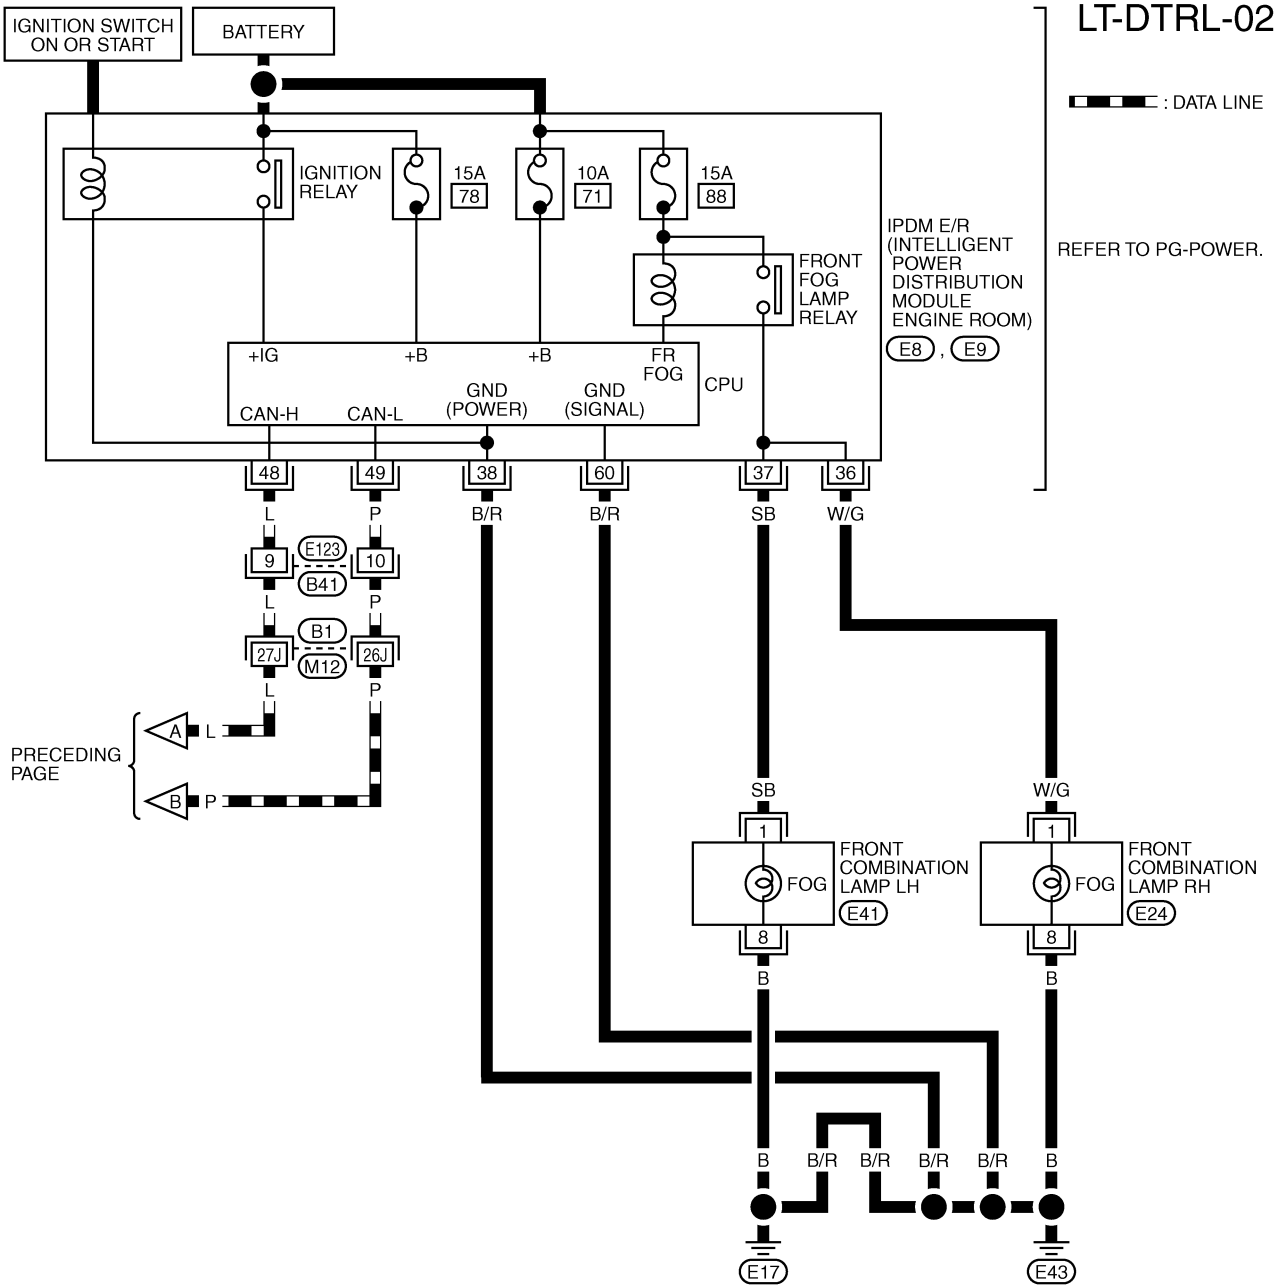 IGNITION SWITCH
ON OR START
BATTERY
LT-DTRL-02
: DATA LINE
IGNITION
RELAY
15A
78
10A
71
15A
88
IPDM E/R
(INTELLIGENT
POWER
DISTRIBUTION
MODULE
ENGINE ROOM)
E8 , E9
REFER TO PG-POWER.
FRONT
FOG
LAMP
RELAY
+IG
+B
+B
FR
FOG
CPU
CAN-H
CAN-L
GND
(POWER)
GND
(SIGNAL)
48
49
38
60
37
36
L
P
B/R
B/R
SB
W/G
9
E123
10
B41
L
P
B1
27J
26J
M12
L
P
PRECEDING
PAGE
A
L
B
P
SB
W/G
1
1
FOG
FRONT
COMBINATION
LAMP LH
E41
FOG
FRONT
COMBINATION
LAMP RH
E24
8
8
B
B
B
B/R
B/R
B/R
B/R
B
E17
E43